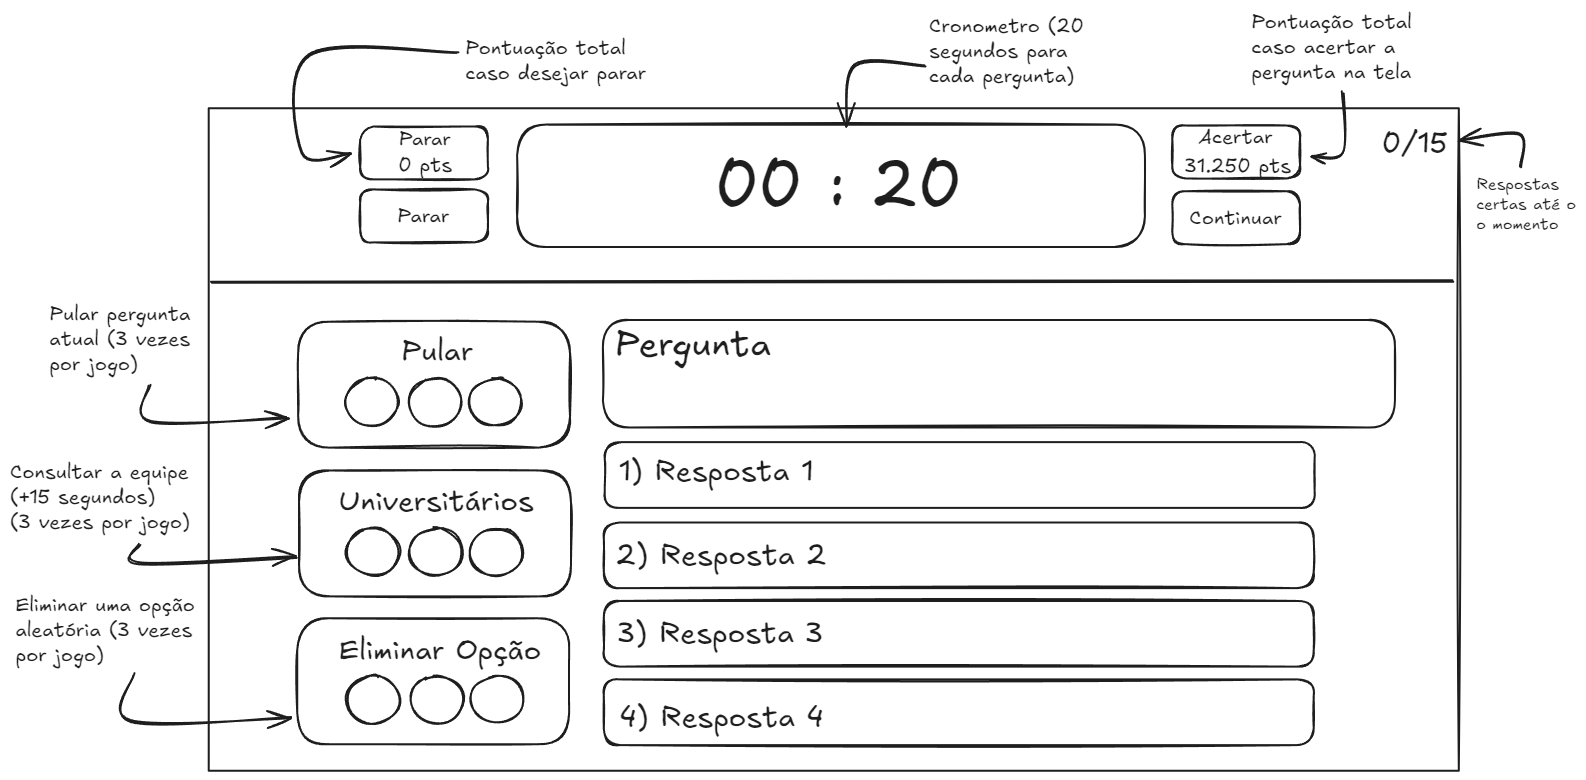 Pontuação total
caso desejar parar
Cronometro (20
segundos para
cada pergunta)
Pontuação total
caso acertar a
pergunta na tela
Parar
0 pts
Parar
00 : 20
Acertar
31.250 pts
Continuar
0/15
Respostas
certas até o
o momento
Pular pergunta
atual (3 vezes
por jogo)
Pular
Pergunta
Consultar a equipe
(+15 segundos)
(3 vezes por jogo)
Universitários
1) Resposta 1
2) Resposta 2
Eliminar uma opção
aleatória (3 vezes
por jogo)
Eliminar Opção
3) Resposta 3
4) Resposta 4